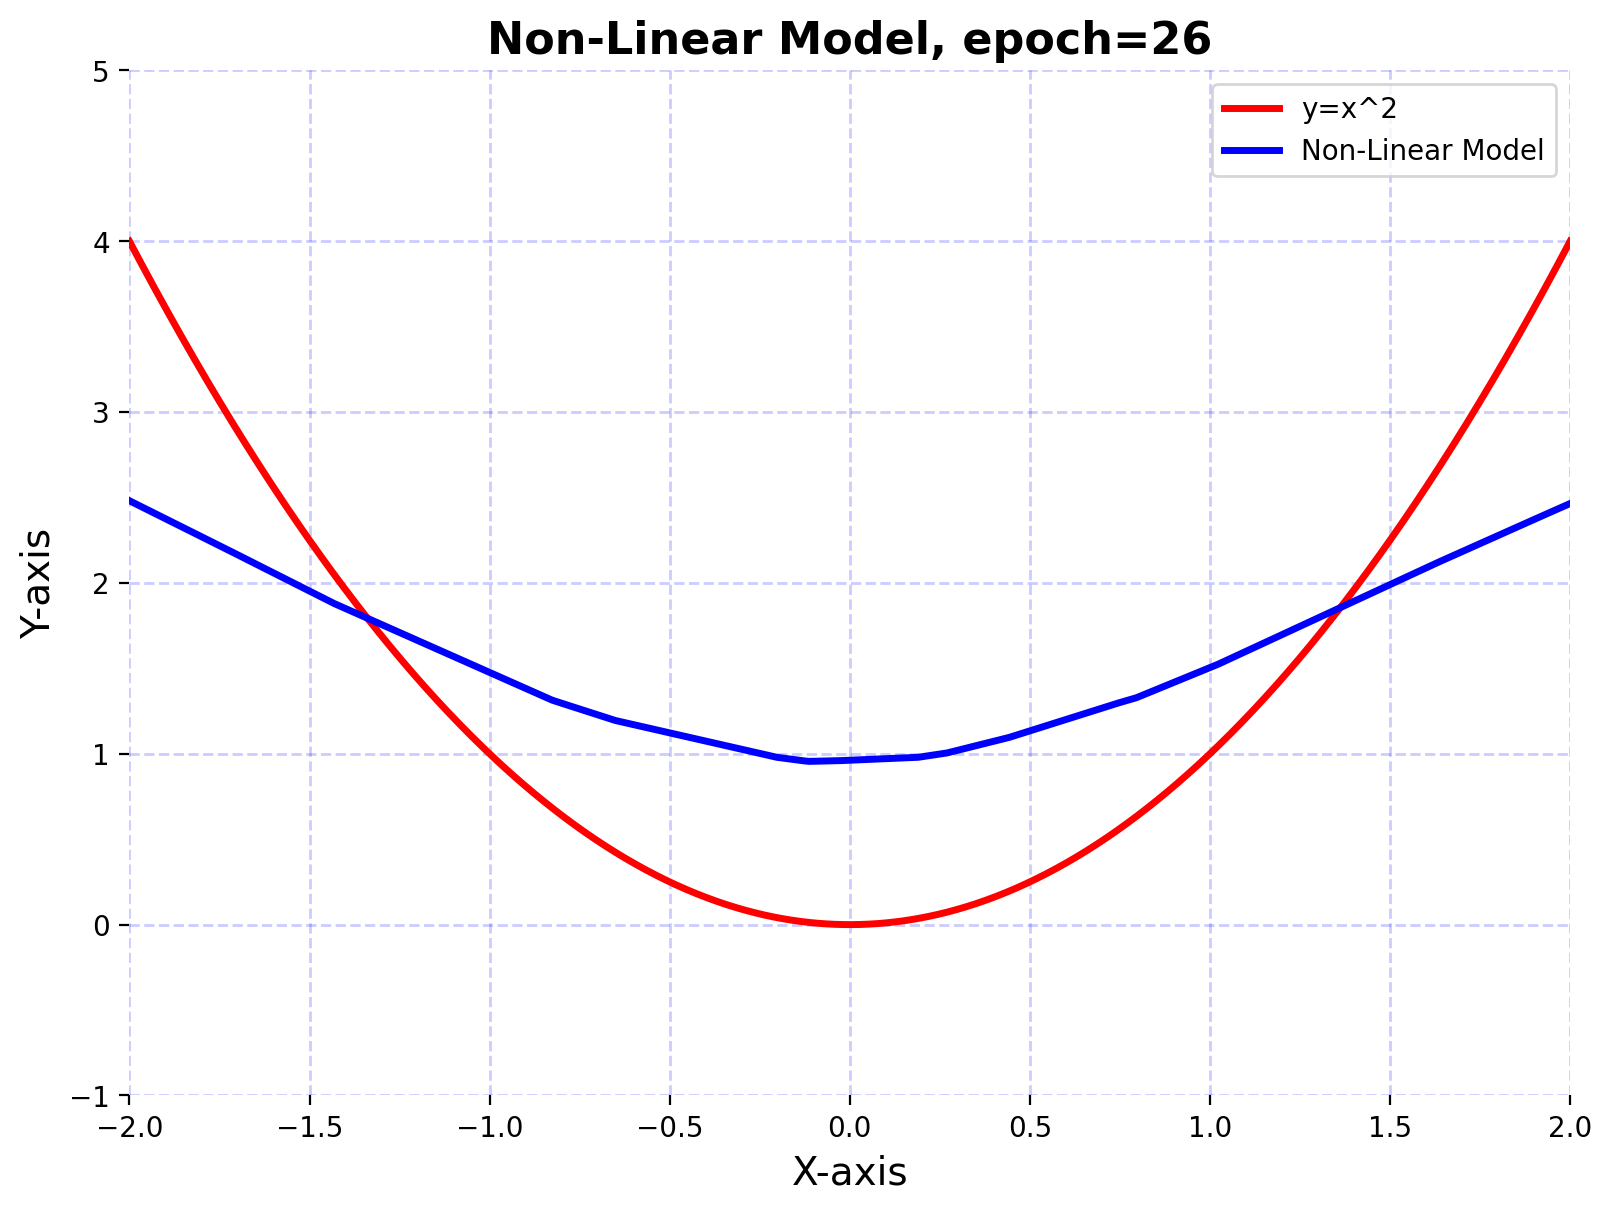 Non-Linear Model, epoch=26
y=x^2
Non-Linear Model
5
4
3
2
1
0
−1
Y-axis
−2.0 −1.5 −1.0 −0.5 0.0 0.5 1.0 1.5 2.0
X-axis